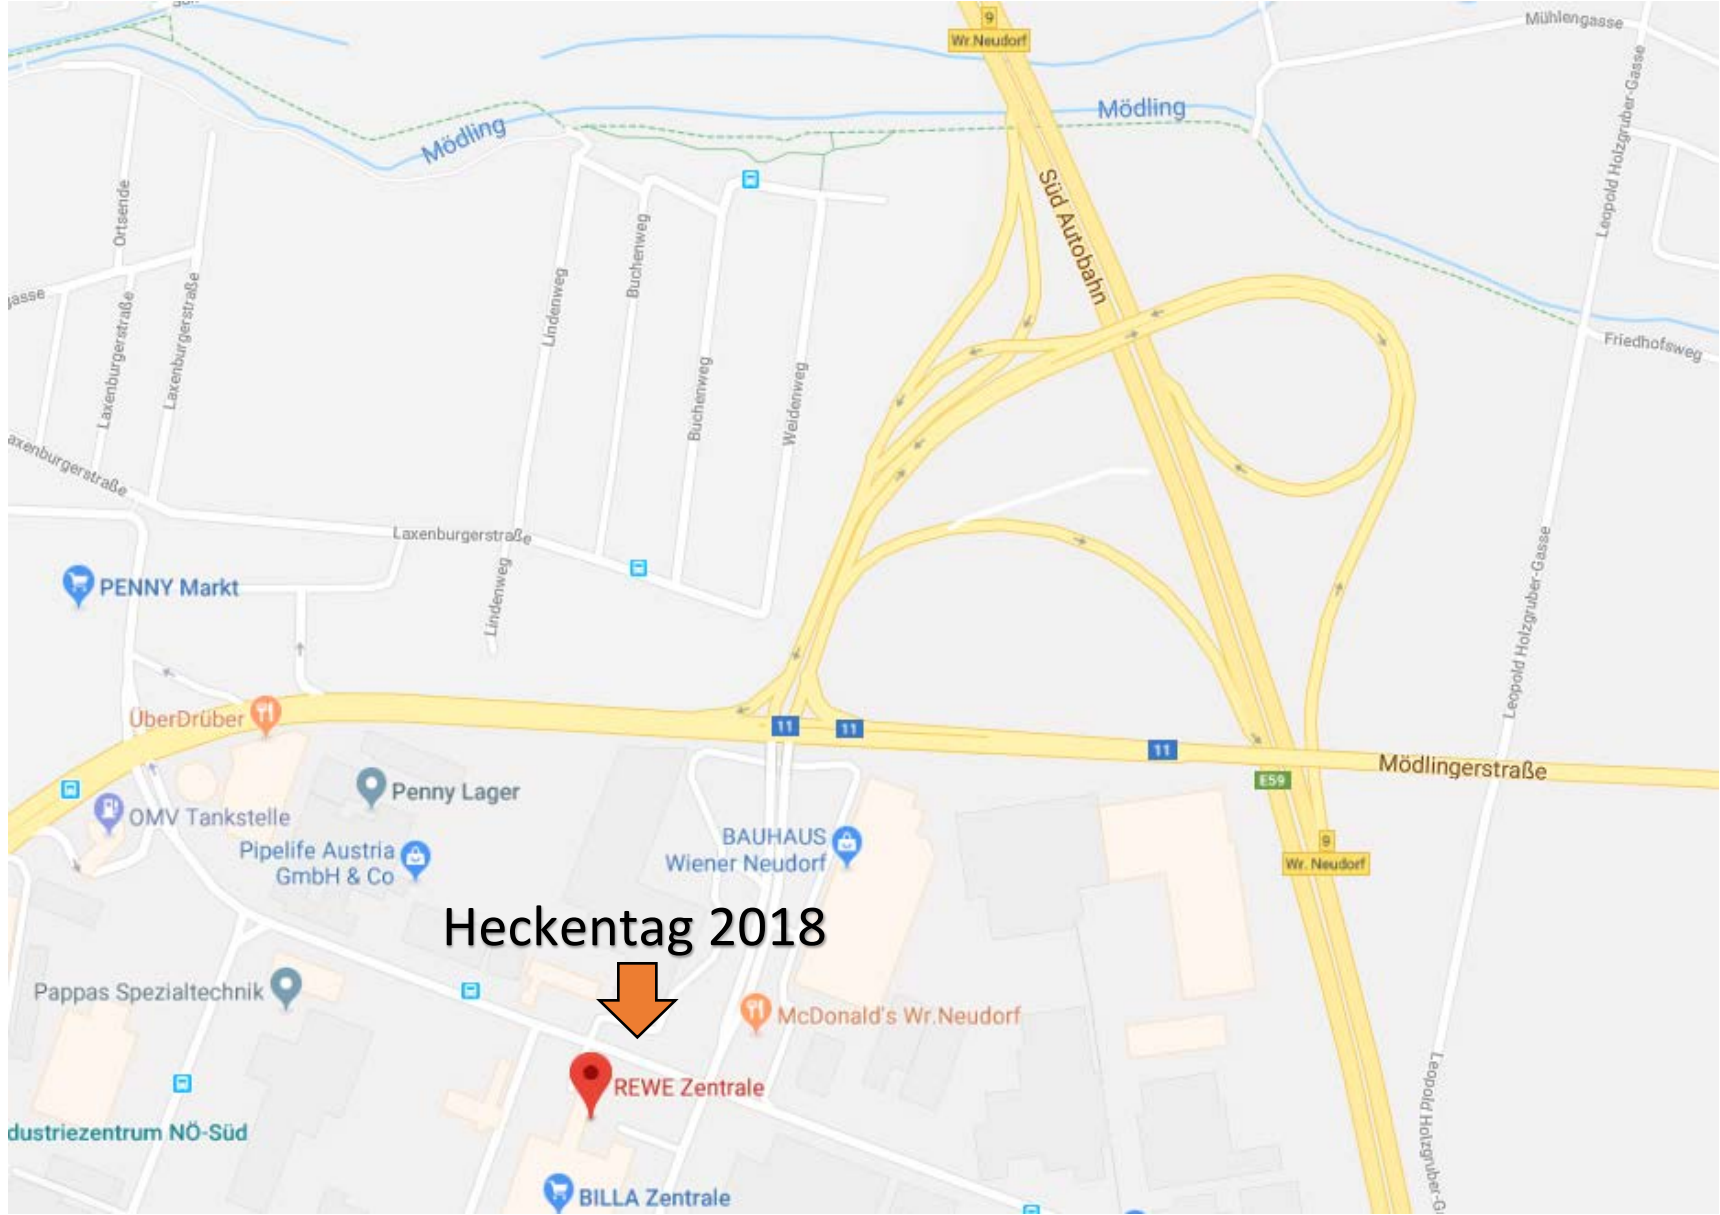 9
Wr.Neudorf
Mühlengasse
Mödling
Mödling
Leopold Holzgruber-Gasse
Süd Autobahn
Ortsende
Buchenweg
Lindenweg
Laxenburgerstraße
Laxenburgerstraße
Buchenweg
Weidenweg
Friedhofsweg
Laxenburgerstraße
Lindenweg
PENNY Markt
Leopold Holzgruber-Gasse
ÜberDrüber
11
11
11
Mödlingerstraße
E59
Penny Lager
OMV Tankstelle
Pipelife Austria
GmbH & Co
BAUHAUS
Wiener Neudorf
9
Wr. Neudorf
Heckentag 2018
Pappas Spezialtechnik
McDonald's Wr.Neudorf
REWE Zentrale
dustriezentrum NÖ-Süd
BILLA Zentrale
Leopold Holzgruber-G